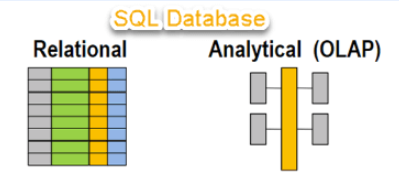 SQL Database
Relational
Analytical (OLAP)